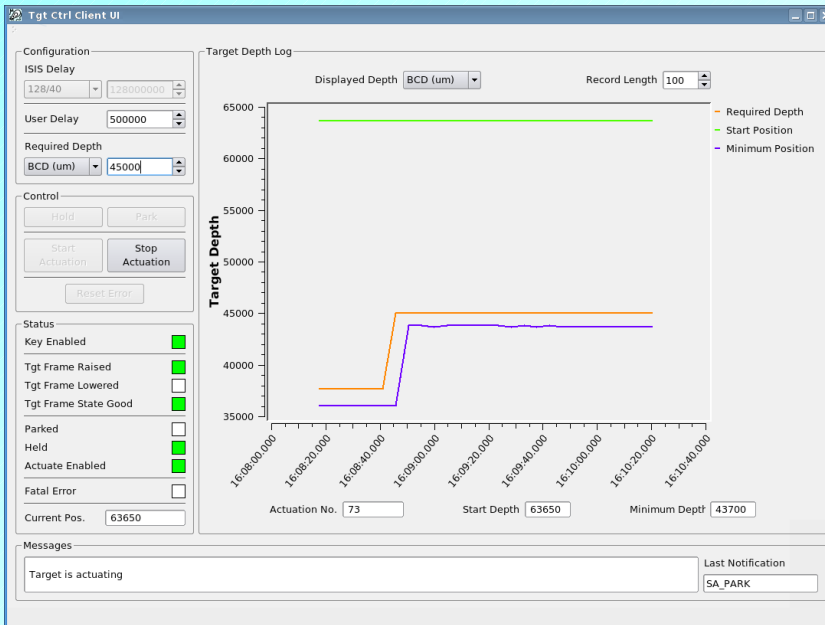 Tgt Ctrl Client UI
Configuration
ISIS Delay
128/40 128000000
User Delay 500000
Required Depth
BCD (um) 45000
Control
Hold Park
Start Actuation Stop Actuation
Reset Error
Status
Key Enabled
Tgt Frame Raised
Tgt Frame Lowered
Tgt Frame State Good
Parked
Held
Actuate Enabled
Fatal Error
Current Pos. 63650
Target Depth Log
Displayed Depth BCD (um) Record Length 100
Target Depth
65000
60000
55000
50000
45000
40000
35000
16:08:00.000
16:08:20.000
16:08:40.000
16:09:00.000
16:09:20.000
16:09:40.000
16:10:00.000
16:10:20.000
16:10:40.000
Required Depth
Start Position
Minimum Position
Actuation No. 73 Start Depth 63650 Minimum Depth 43700
Messages
Target is actuating
Last Notification
SA_PARK